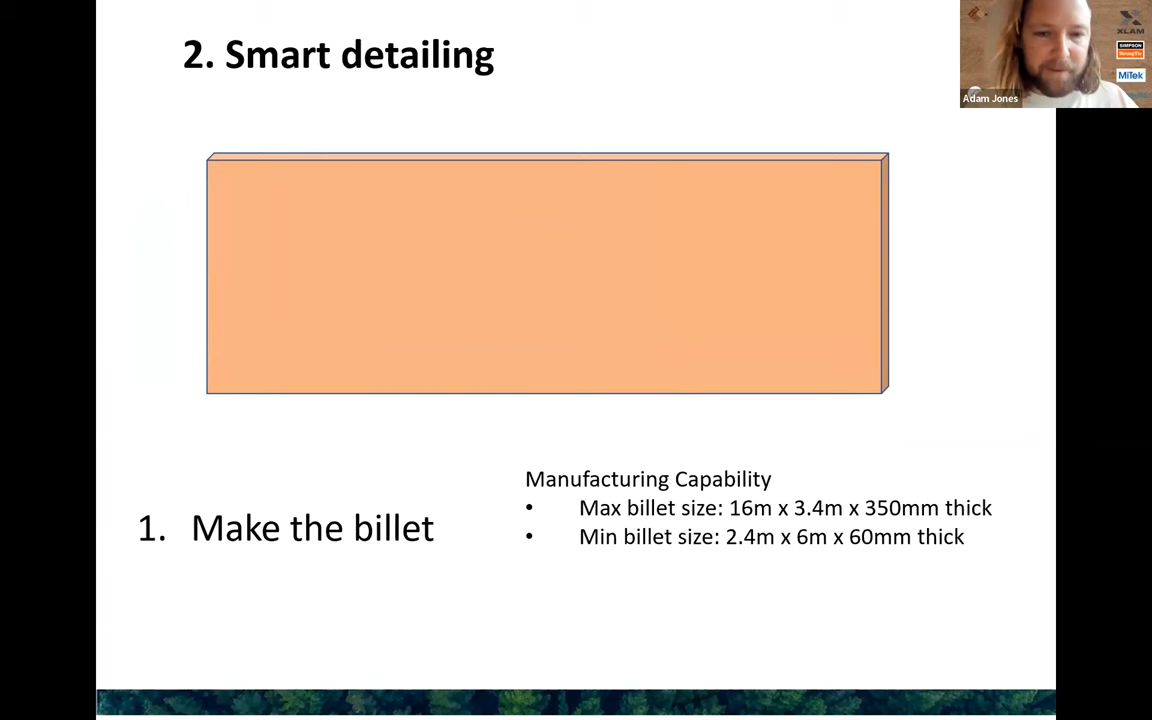 2. Smart detailing
XLAM
SIMPSON
Strong-Tie
MiTek
Adam Jones
Manufacturing Capability
• Max billet size: 16m x 3.4m x 350mm thick
1. Make the billet
• Min billet size: 2.4m x 6m x 60mm thick